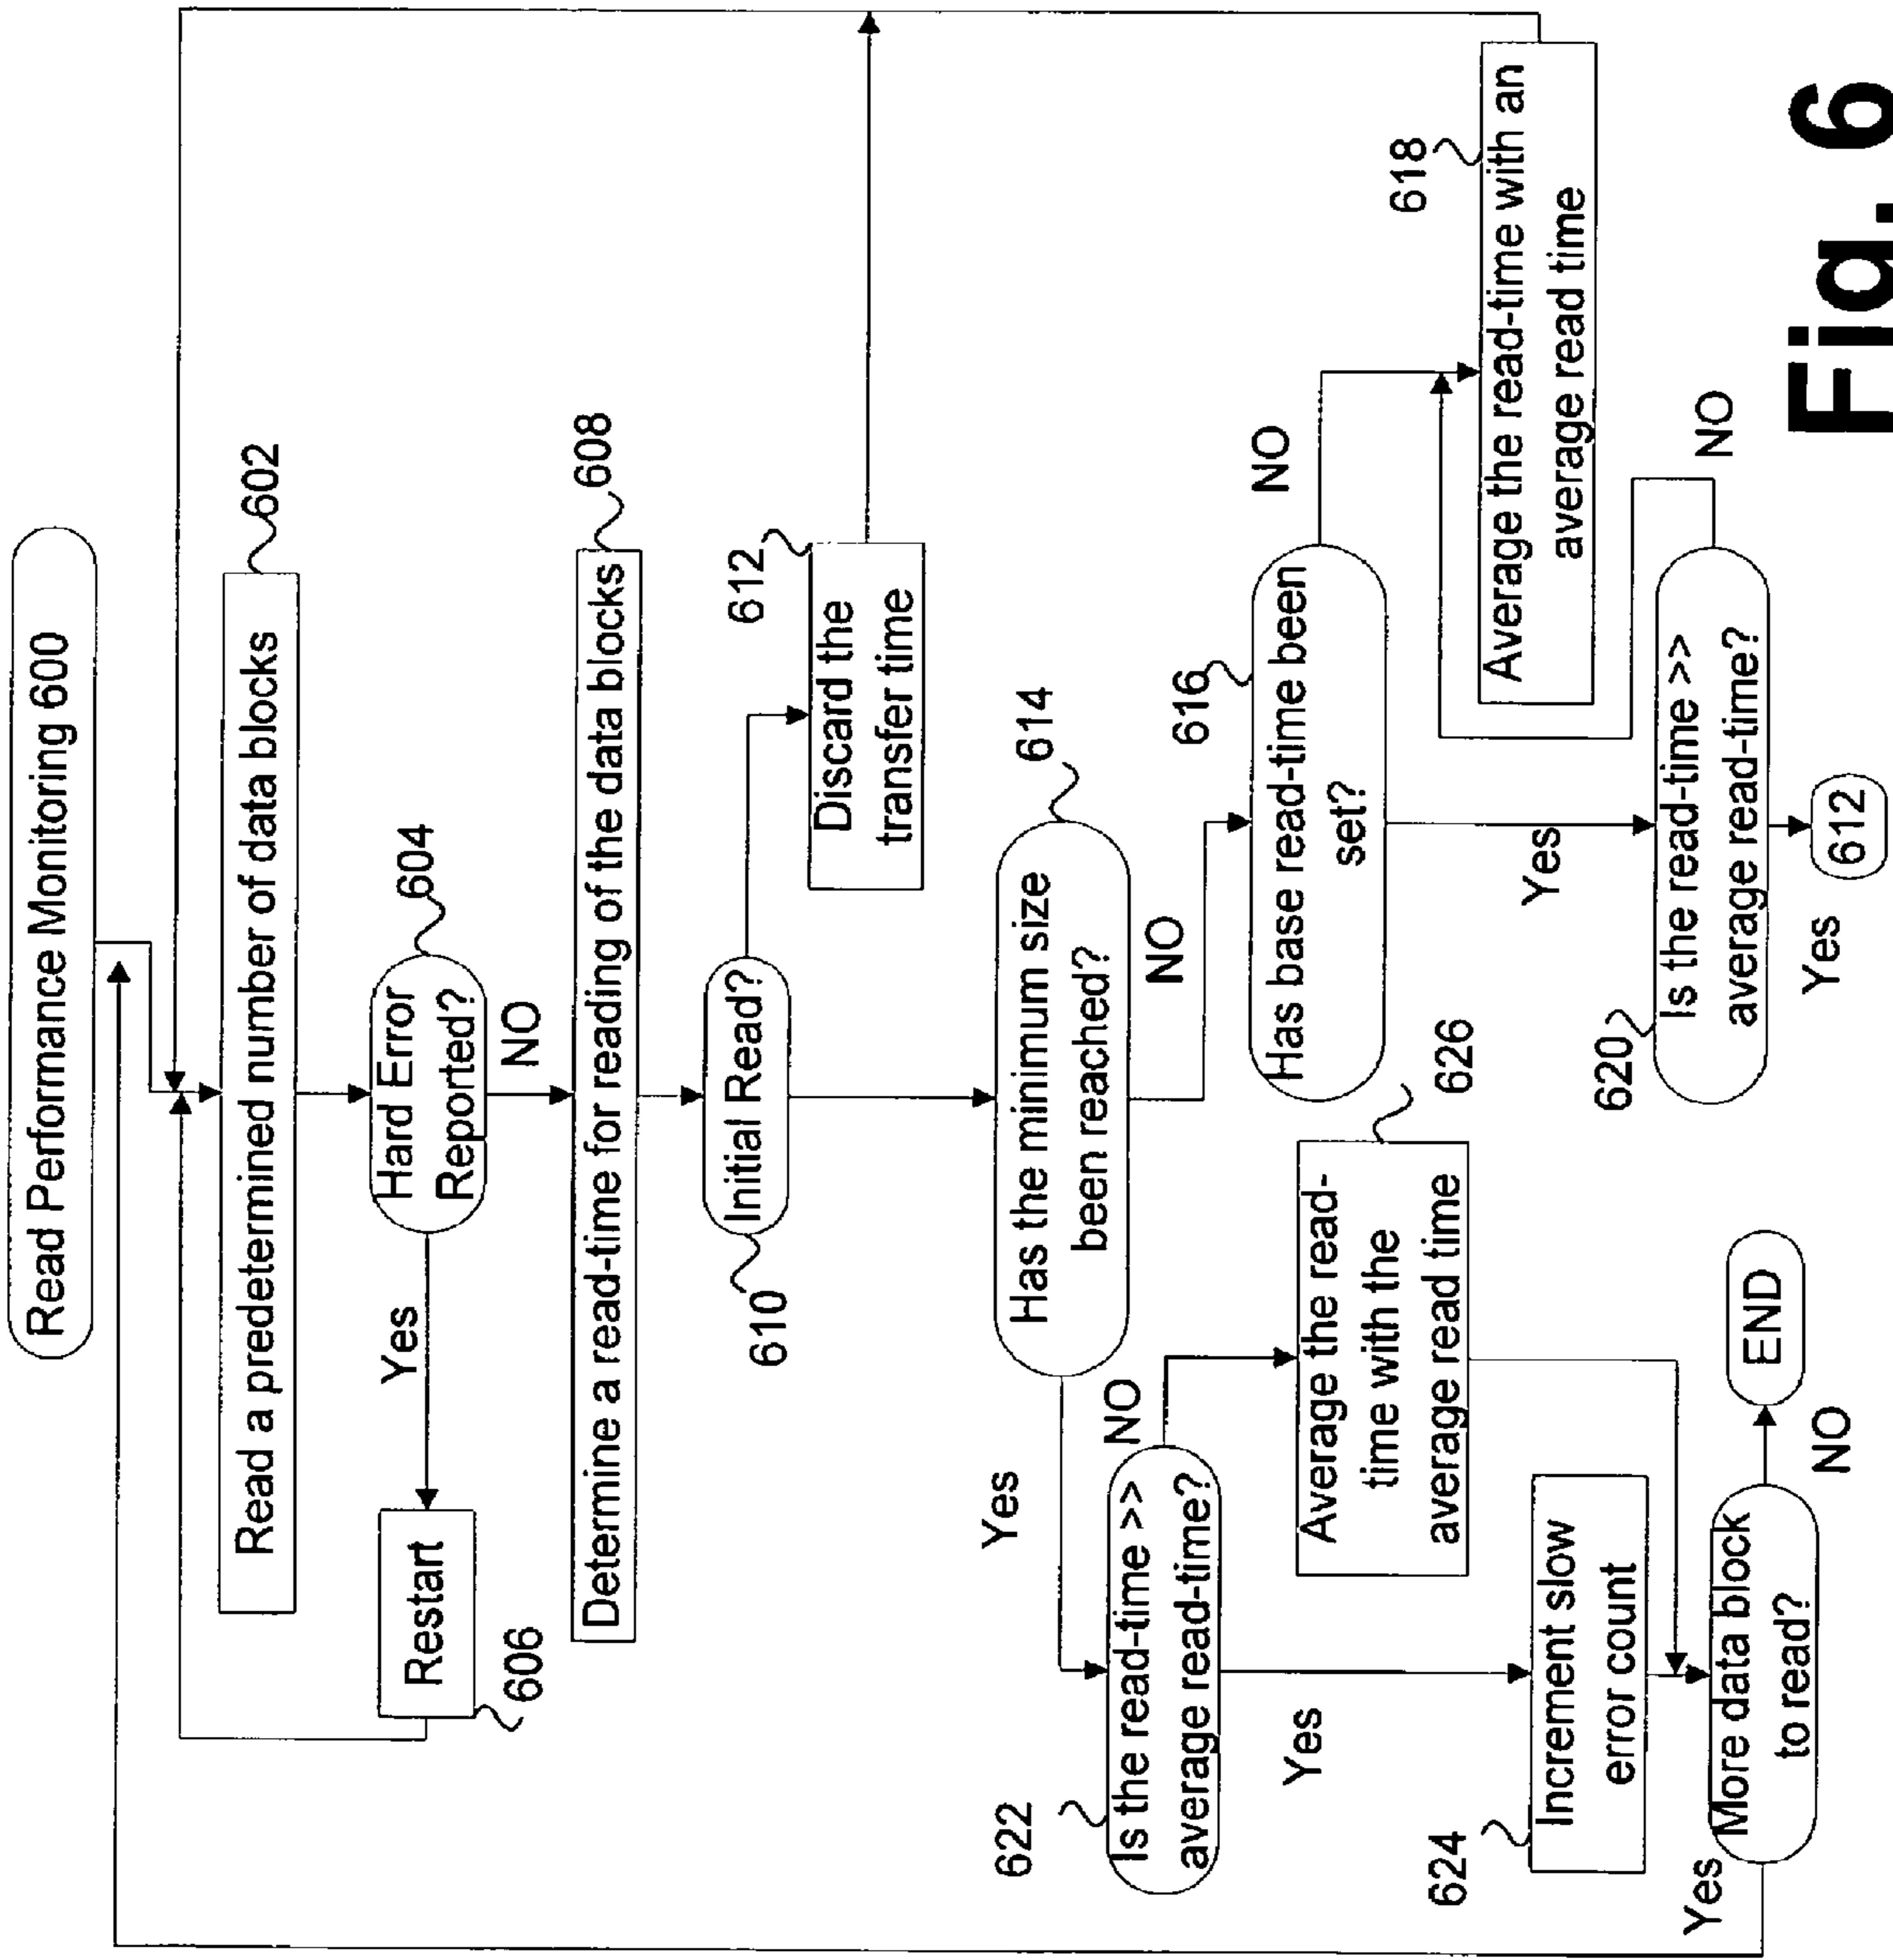 Read Performance Monitoring 600
Read a predetermined number of data blocks
602
Hard Error
Reported?
604
Yes
NO
Restart
606
Determine a read-time for reading of the data blocks
608
Initial Read?
610
612
Discard the
transfer time
Has the minimum size
been reached?
614
Yes
NO
622
Is the read-time >>
average read-time?
NO
Yes
616
Has base read-time been
set?
NO
Yes
618
Average the read-time with an
average read time
626
Average the read-
time with the
average read time
624
Increment slow
error count
620
Is the read-time >>
average read-time?
NO
Yes
612
More data block
to read?
Yes
NO
END
Fig. 6